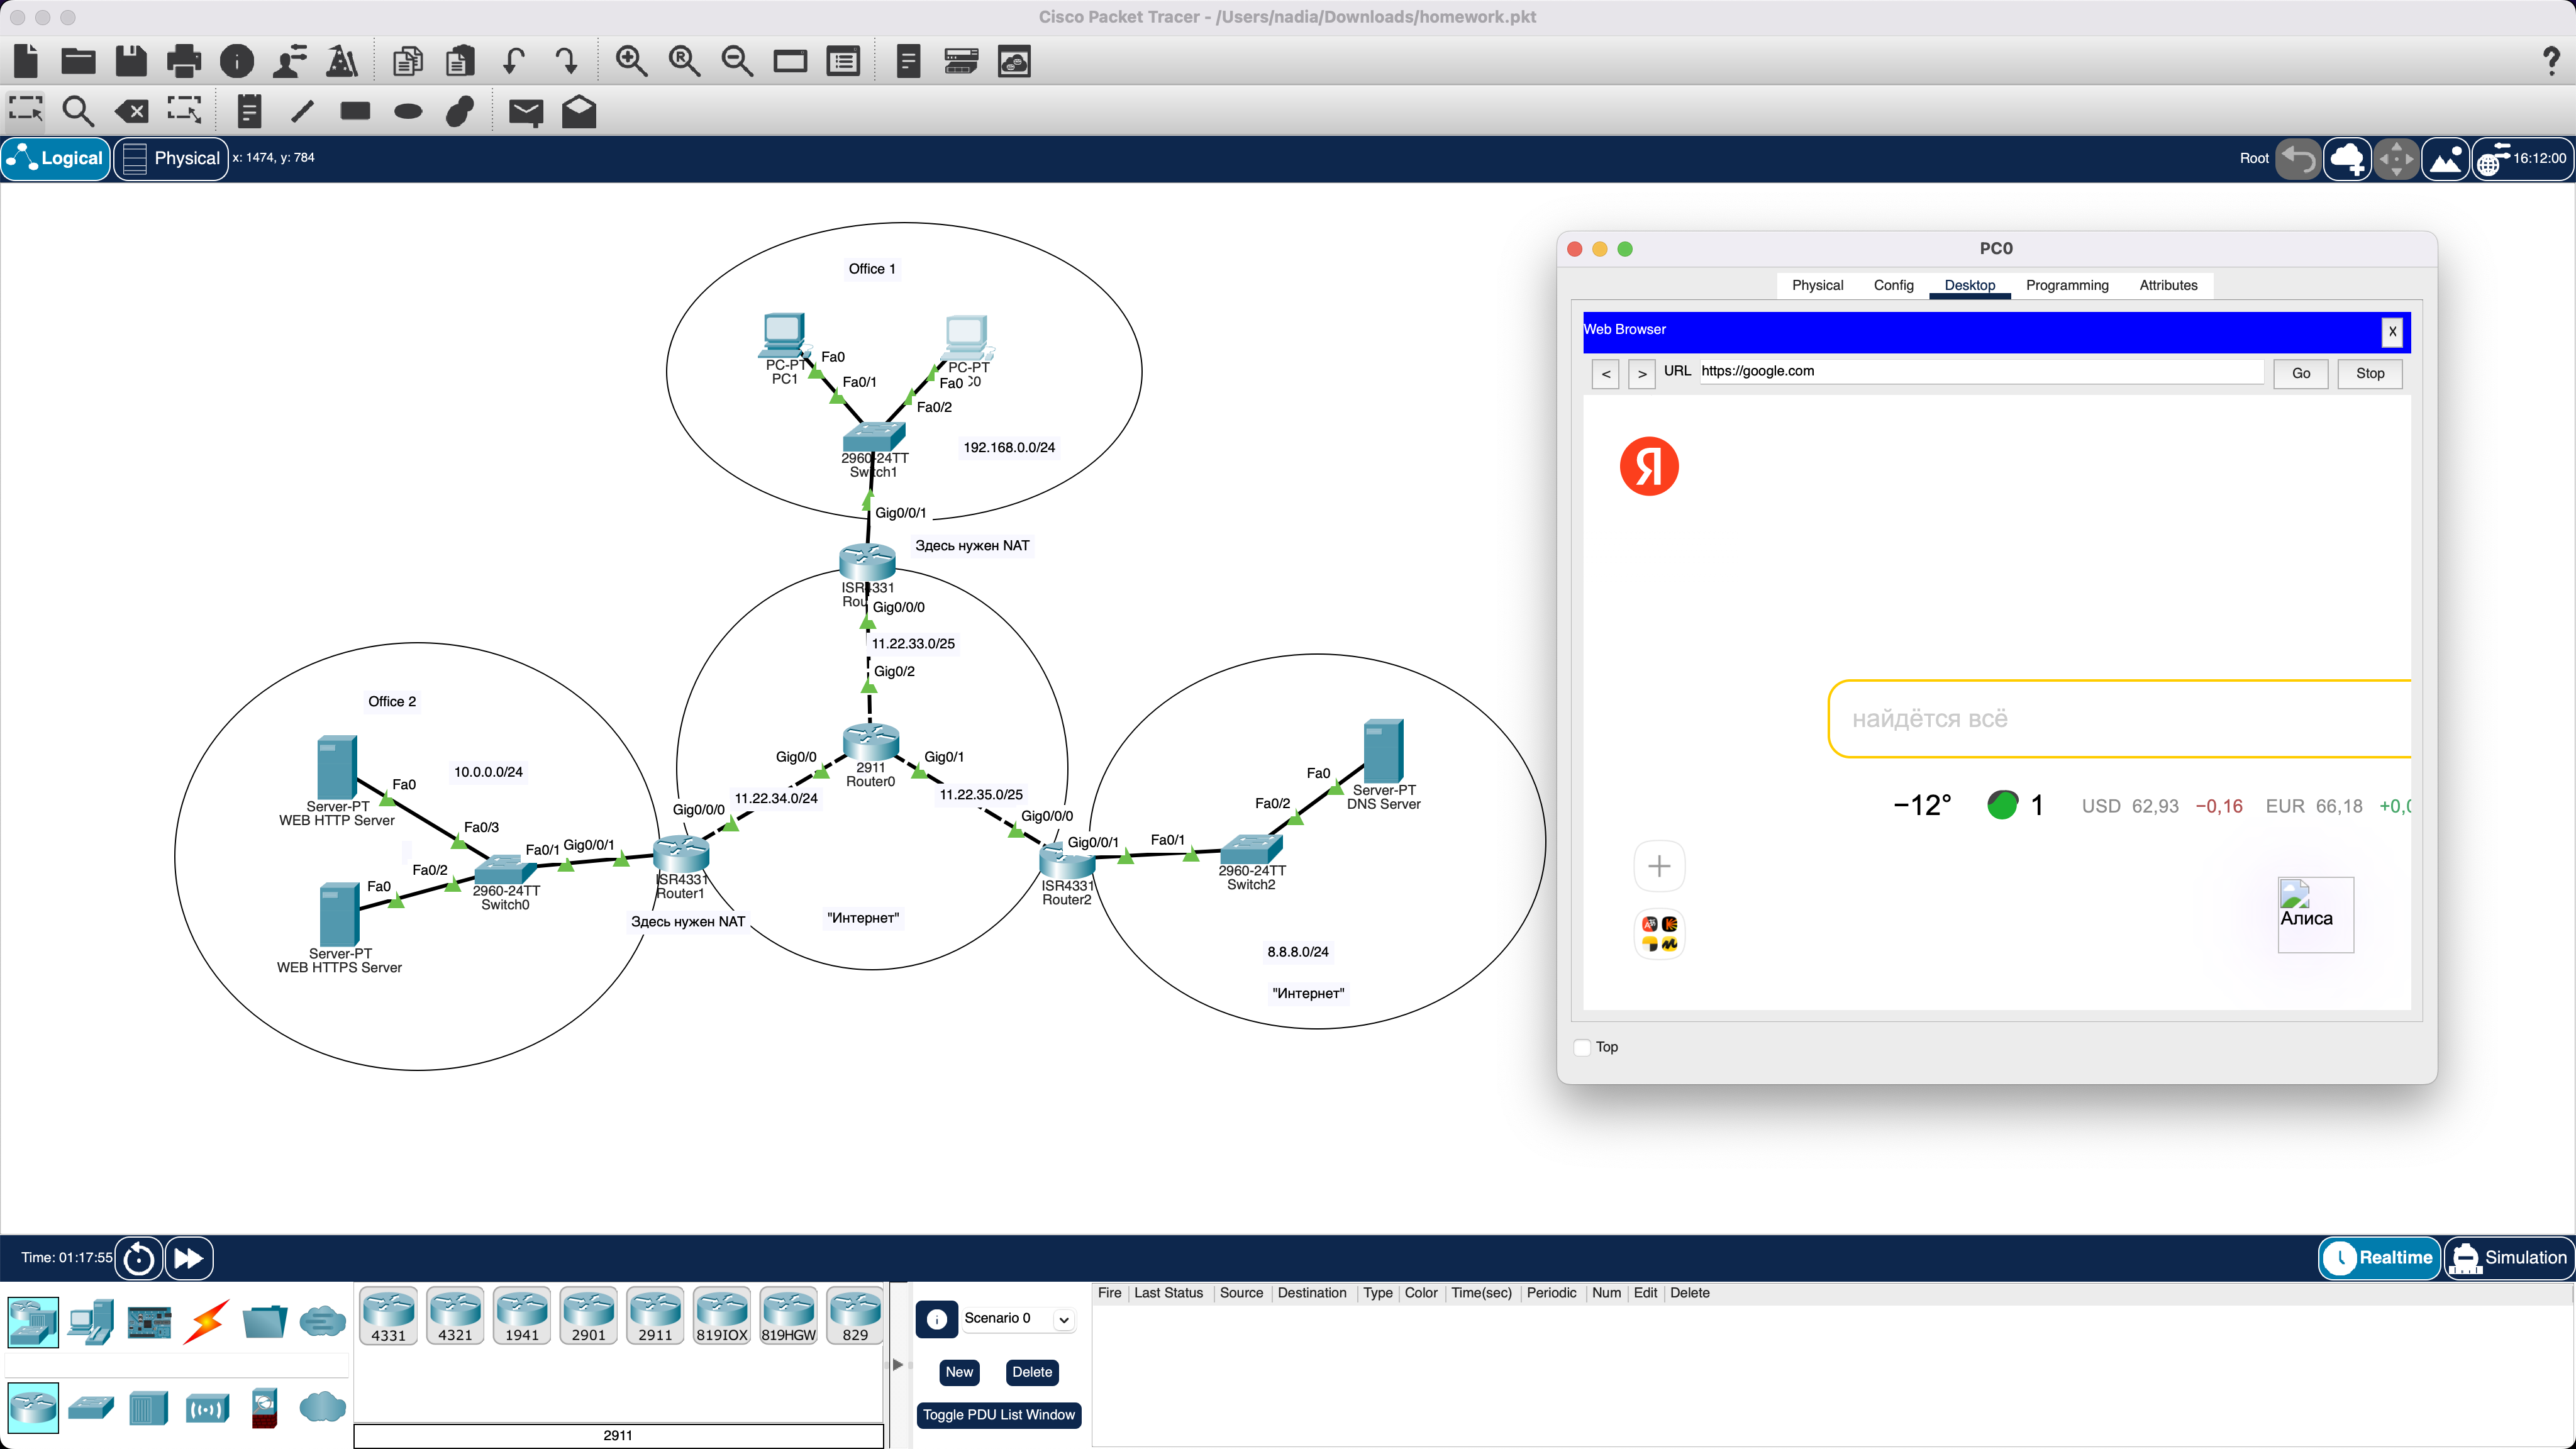 Cisco Packet Tracer - /Users/nadia/Downloads/homework.pkt
Logical
Physical
x: 1474, y: 784
Root
16:12:00
Office 1
PC-PT
PC1
Fa0
Fa0/1
PC-PT
Fa0
Fa0/2
192.168.0.0/24
2960-24TT
Switch1
Gig0/0/1
Здесь нужен NAT
ISR4331
Gig0/0/0
11.22.33.0/25
Gig0/2
2911
Router0
Gig0/0
Gig0/1
11.22.34.0/24
11.22.35.0/25
Gig0/0/0
Gig0/0/0
"Интернет"
Office 2
10.0.0.0/24
Server-PT
WEB HTTP Server
Fa0
Fa0/3
Fa0/1
Gig0/0/1
Fa0/2
Fa0
2960-24TT
Switch0
Server-PT
WEB HTTPS Server
ISR4331
Router1
Здесь нужен NAT
ISR4331
Router2
Gig0/0/1
Fa0/1
2960-24TT
Switch2
Fa0/2
Fa0
Server-PT
DNS Server
8.8.8.0/24
"Интернет"
PC0
Physical
Config
Desktop
Programming
Attributes
Web Browser
X
<
>
URL
https://google.com
Go
Stop
Я
найдётся всё
−12°
1
USD 62,93 −0,16
EUR 66,18
Алиса
Top
Time: 01:17:55
Realtime
Simulation
4331
4321
1941
2901
2911
819IOX
819HGW
829
2911
Scenario 0
New
Delete
Toggle PDU List Window
Fire
Last Status
Source
Destination
Type
Color
Time(sec)
Periodic
Num
Edit
Delete